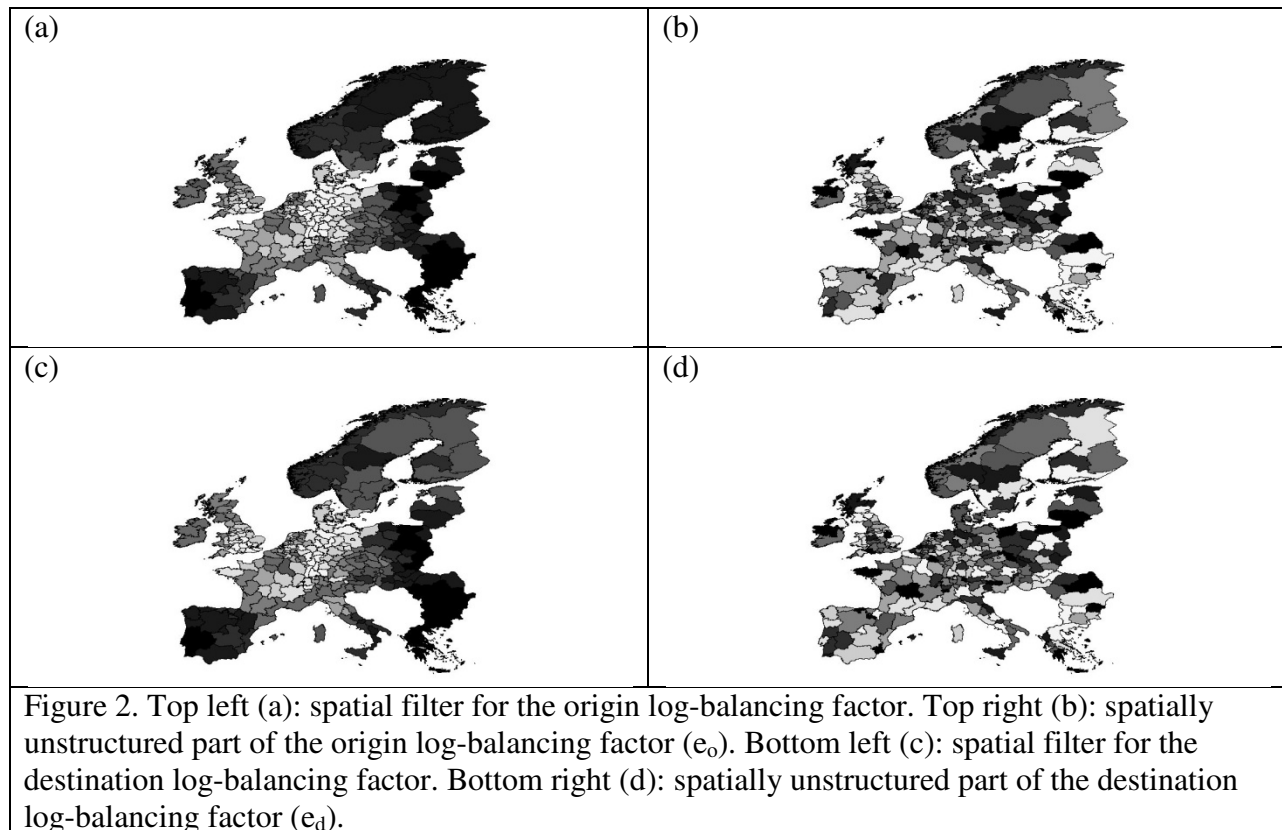 (a)
(b)
(c)
(d)
Figure 2. Top left (a): spatial filter for the origin log-balancing factor. Top right (b): spatially
unstructured part of the origin log-balancing factor (eo). Bottom left (c): spatial filter for the
destination log-balancing factor. Bottom right (d): spatially unstructured part of the destination
log-balancing factor (ed).